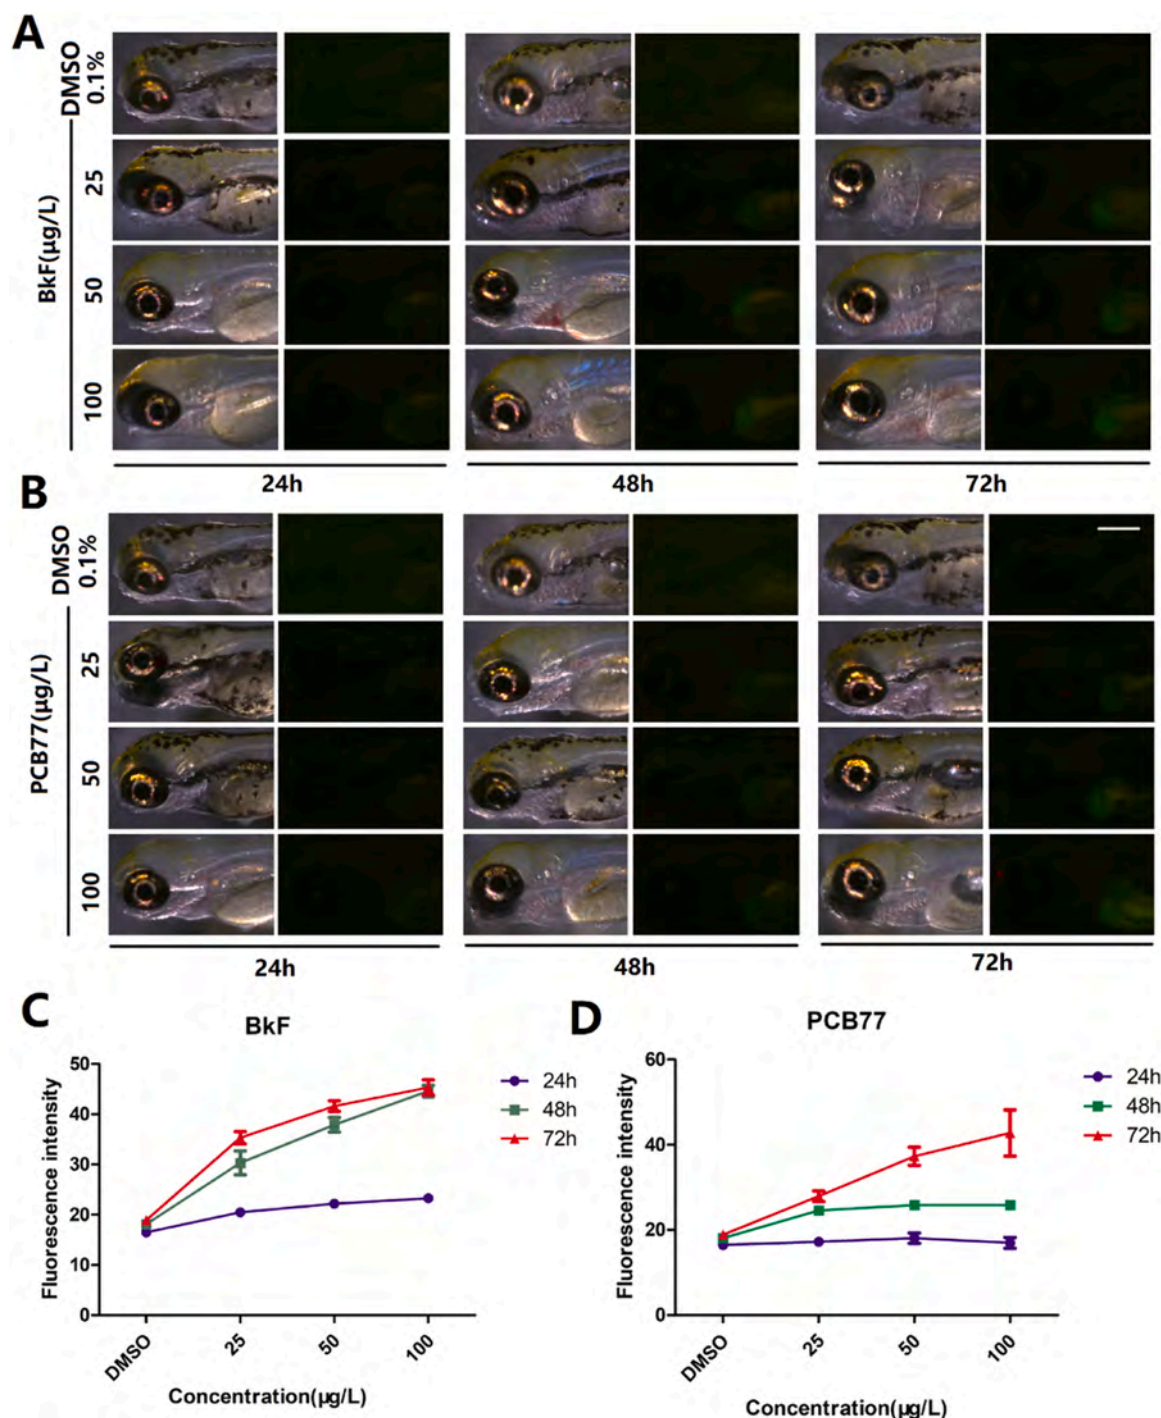 A
DMSO
0.1%
25
50
100
BkF(µg/L)
24h
48h
72h
B
DMSO
0.1%
25
50
100
PCB77(µg/L)
24h
48h
72h
C
BkF
Fluorescence intensity
50
40
30
20
10
0
DMSO
25
50
100
Concentration(µg/L)
24h
48h
72h
D
PCB77
Fluorescence intensity
60
40
20
0
DMSO
25
50
100
Concentration(µg/L)
24h
48h
72h